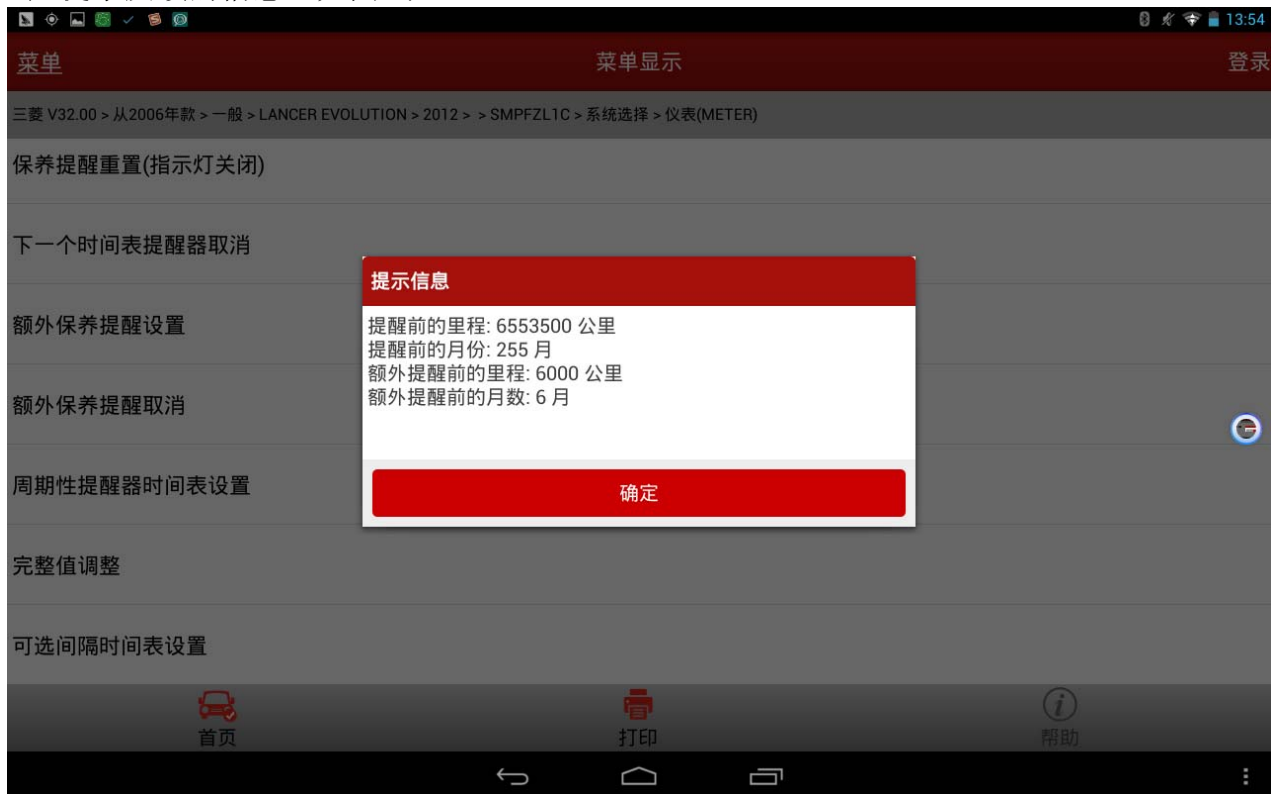 13:54
菜单
菜单显示
登录
三菱 V32.00 > 从2006年款 > 一般 > LANCER EVOLUTION > 2012 > > SMPFZL1C > 系统选择 > 仪表(METER)
保养提醒重置(指示灯关闭)
下一个时间表提醒器取消
额外保养提醒设置
额外保养提醒取消
周期性提醒器时间表设置
完整值调整
可选间隔时间表设置
提示信息
提醒前的里程: 6553500 公里
提醒前的月份: 255 月
额外提醒前的里程: 6000 公里
额外提醒前的月数: 6 月
确定
首页
打印
帮助